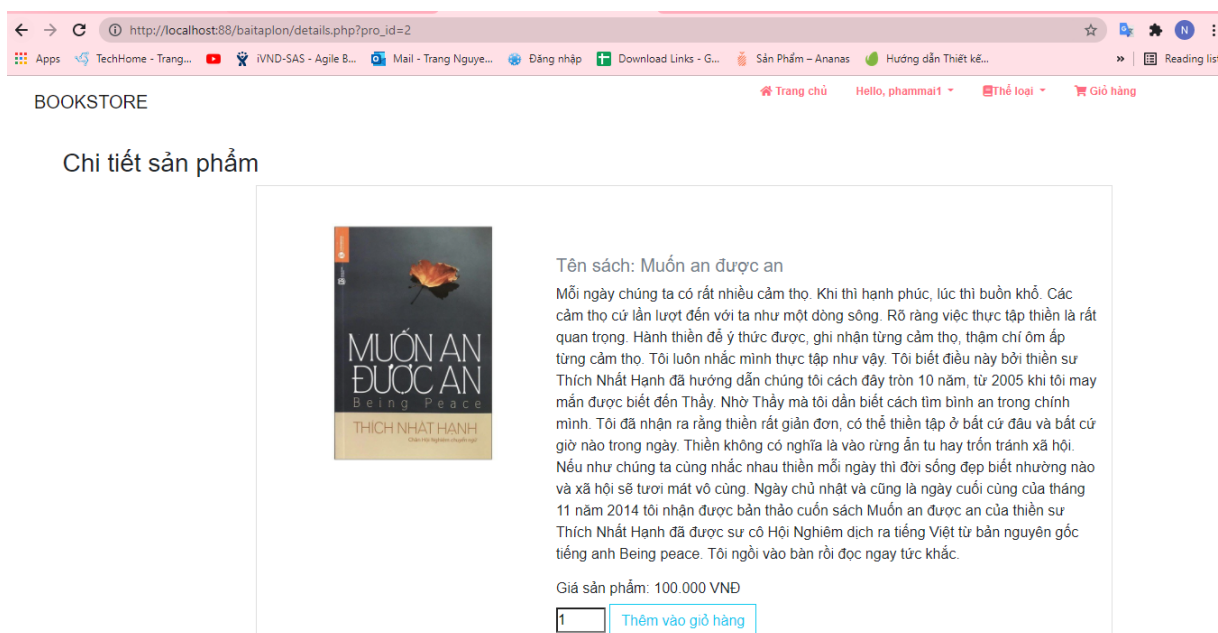 http://localhost:88/baitaplon/details.php?pro_id=2
N
Apps TechHome - Trang... iVND-SAS - Agile B... Mail - Trang Nguye... Đăng nhập Download Links - G... Sản Phẩm – Ananas Hướng dẫn Thiết kế... » Reading list
BOOKSTORE
Trang chủ Hello, phammai1 Thể loại Giỏ hàng
Chi tiết sản phẩm
MUỐN AN
ĐƯỢC AN
Being Peace
THÍCH NHẤT HẠNH
Chân Hội Nghiêm chuyển ngữ
Tên sách: Muốn an được an
Mỗi ngày chúng ta có rất nhiều cảm thọ. Khi thì hạnh phúc, lúc thì buồn khổ. Các
cảm thọ cứ lần lượt đến với ta như một dòng sông. Rõ ràng việc thực tập thiền là rất
quan trọng. Hành thiền để ý thức được, ghi nhận từng cảm thọ, thậm chí ôm ấp
từng cảm thọ. Tôi luôn nhắc mình thực tập như vậy. Tôi biết điều này bởi thiền sư
Thích Nhất Hạnh đã hướng dẫn chúng tôi cách đây tròn 10 năm, từ 2005 khi tôi may
mắn được biết đến Thầy. Nhờ Thầy mà tôi dần biết cách tìm bình an trong chính
mình. Tôi đã nhận ra rằng thiền rất giản đơn, có thể thiền tập ở bất cứ đâu và bất cứ
giờ nào trong ngày. Thiền không có nghĩa là vào rừng ẩn tu hay trốn tránh xã hội.
Nếu như chúng ta cùng nhắc nhau thiền mỗi ngày thì đời sống đẹp biết nhường nào
và xã hội sẽ tươi mát vô cùng. Ngày chủ nhật và cũng là ngày cuối cùng của tháng
11 năm 2014 tôi nhận được bản thảo cuốn sách Muốn an được an của thiền sư
Thích Nhất Hạnh đã được sư cô Hội Nghiêm dịch ra tiếng Việt từ bản nguyên gốc
tiếng anh Being peace. Tôi ngồi vào bàn rồi đọc ngay tức khắc.
Giá sản phẩm: 100.000 VNĐ
1 Thêm vào giỏ hàng